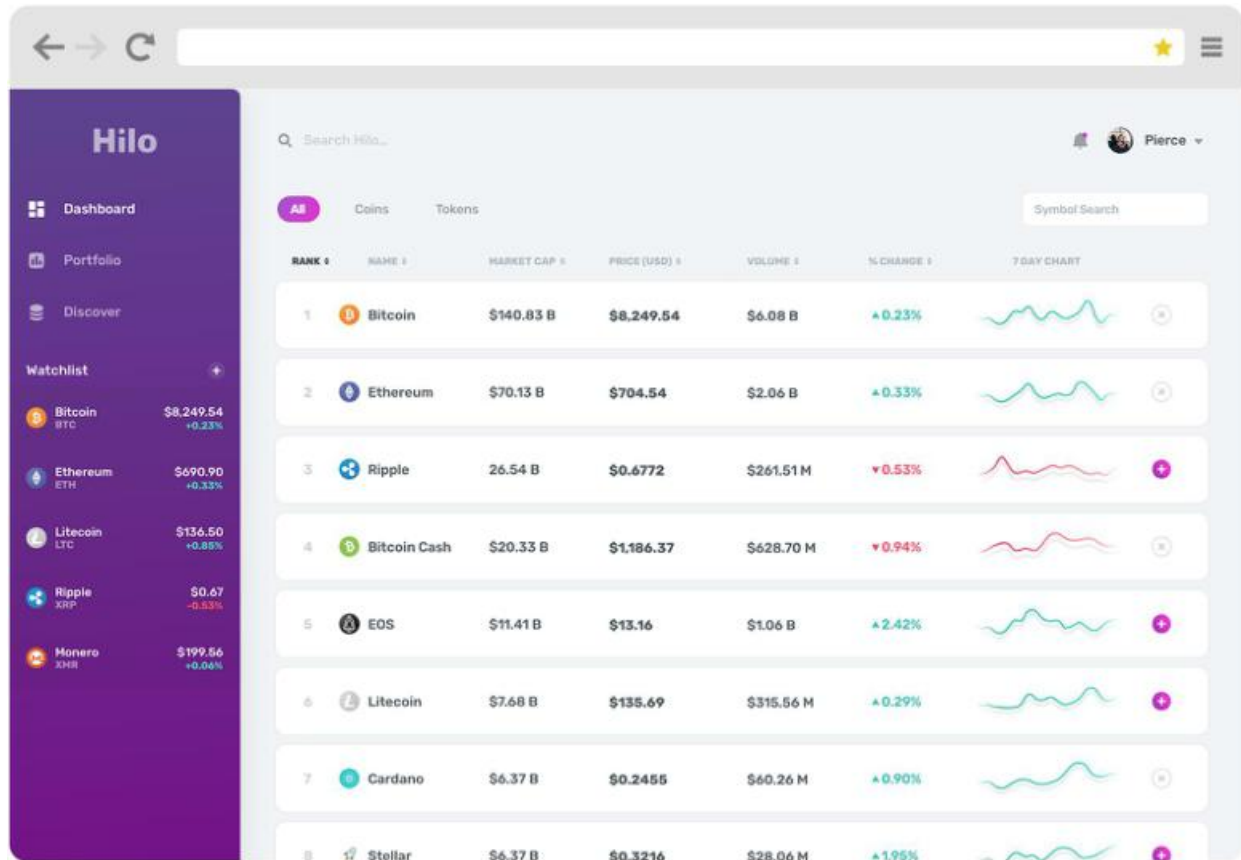 Hilo
Dashboard
Portfolio
Discover
Watchlist
Bitcoin $8,249.54
BTC +0.23%
Ethereum $690.90
ETH +0.33%
Litecoin $136.50
LTC +0.85%
Ripple $0.67
XRP -0.53%
Monero $199.56
XMR +0.06%
Search Hilo...
Pierce
All Coins Tokens
Symbol Search
RANK NAME MARKET CAP PRICE (USD) VOLUME % CHANGE 7 DAY CHART
1 Bitcoin $140.83 B $8,249.54 $6.08 B 0.23%
2 Ethereum $70.13 B $704.54 $2.06 B 0.33%
3 Ripple 26.54 B $0.6772 $261.51 M 0.53%
4 Bitcoin Cash $20.33 B $1,186.37 $628.70 M 0.94%
5 EOS $11.41 B $13.16 $1.06 B 2.42%
6 Litecoin $7.68 B $135.69 $315.56 M 0.29%
7 Cardano $6.37 B $0.2455 $60.26 M 0.90%
8 Stellar $6.37 B $0.3216 $28.06 M 1.95%